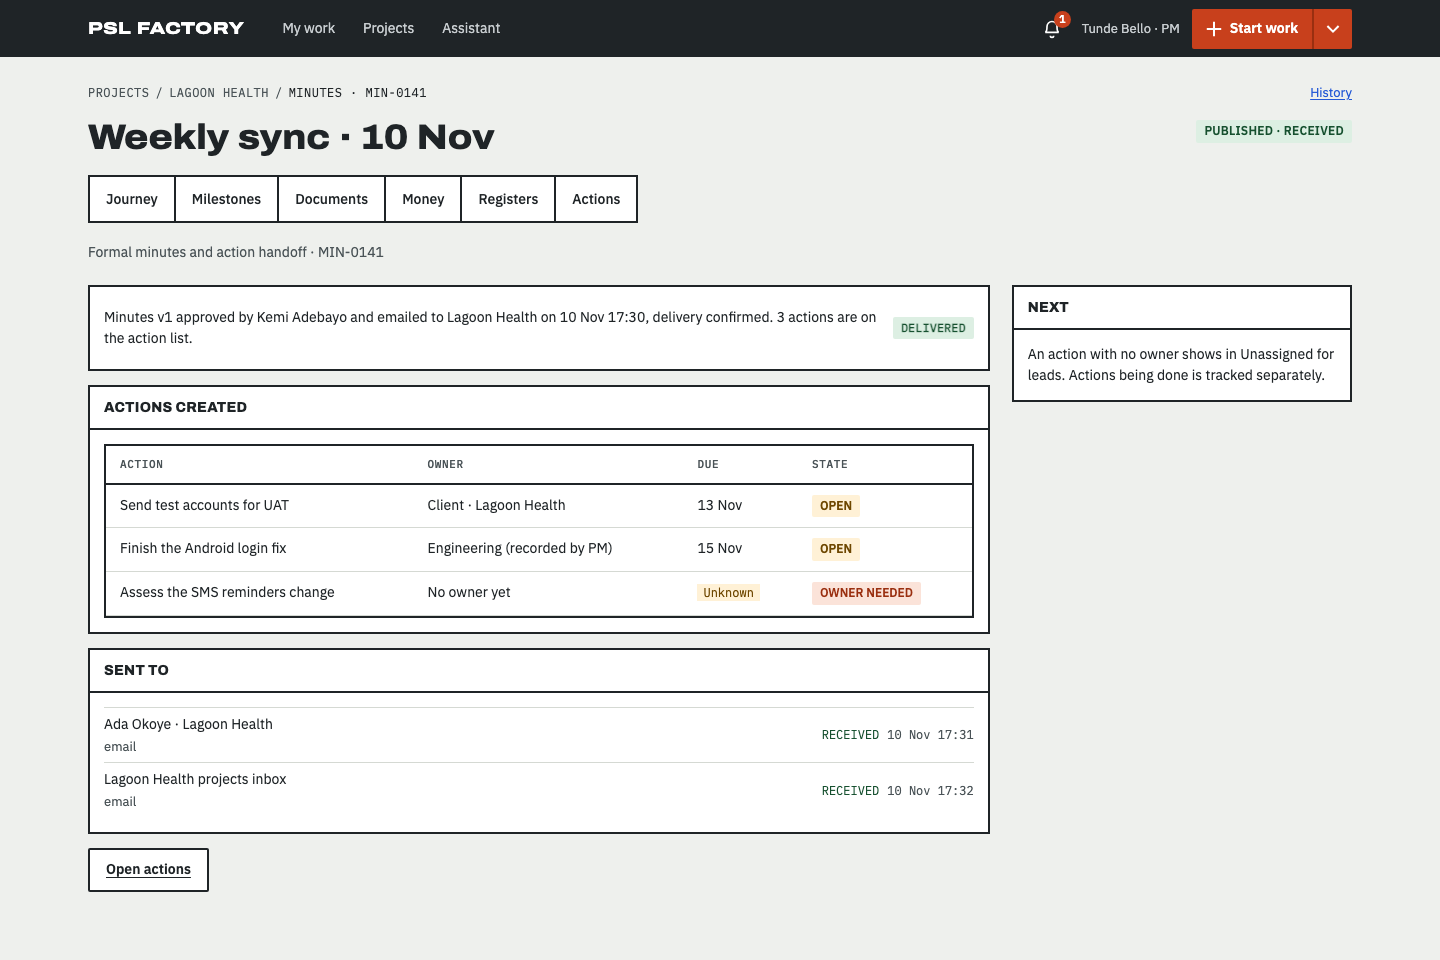 PSL FACTORY
My work
Projects
Assistant
1
Tunde Bello · PM
Start work
PROJECTS / LAGOON HEALTH / MINUTES · MIN-0141
History
Weekly sync · 10 Nov
PUBLISHED · RECEIVED
Journey
Milestones
Documents
Money
Registers
Actions
Formal minutes and action handoff · MIN-0141
Minutes v1 approved by Kemi Adebayo and emailed to Lagoon Health on 10 Nov 17:30, delivery confirmed. 3 actions are on
the action list.
DELIVERED
NEXT
An action with no owner shows in Unassigned for
leads. Actions being done is tracked separately.
ACTIONS CREATED
ACTION OWNER DUE STATE
Send test accounts for UAT Client · Lagoon Health 13 Nov OPEN
Finish the Android login fix Engineering (recorded by PM) 15 Nov OPEN
Assess the SMS reminders change No owner yet Unknown OWNER NEEDED
SENT TO
Ada Okoye · Lagoon Health
email
RECEIVED 10 Nov 17:31
Lagoon Health projects inbox
email
RECEIVED 10 Nov 17:32
Open actions